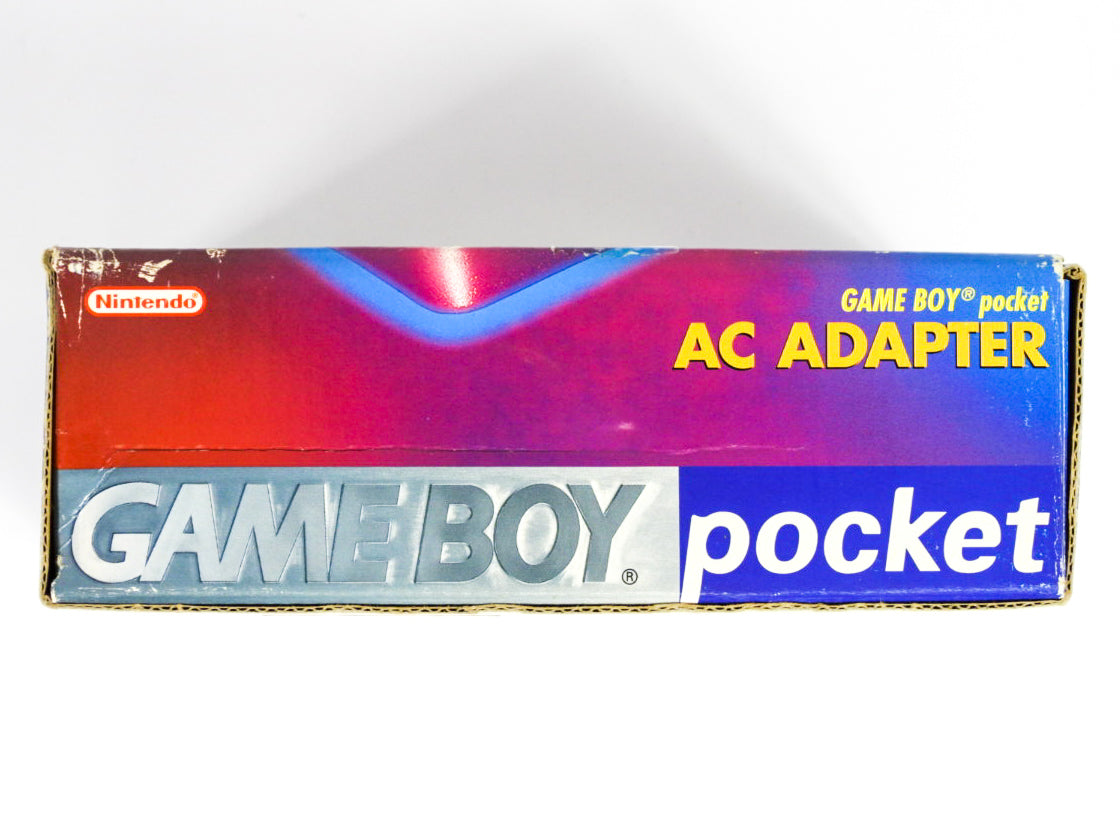 Nintendo®
GAME BOY® pocket
AC ADAPTER
GAME BOY® pocket